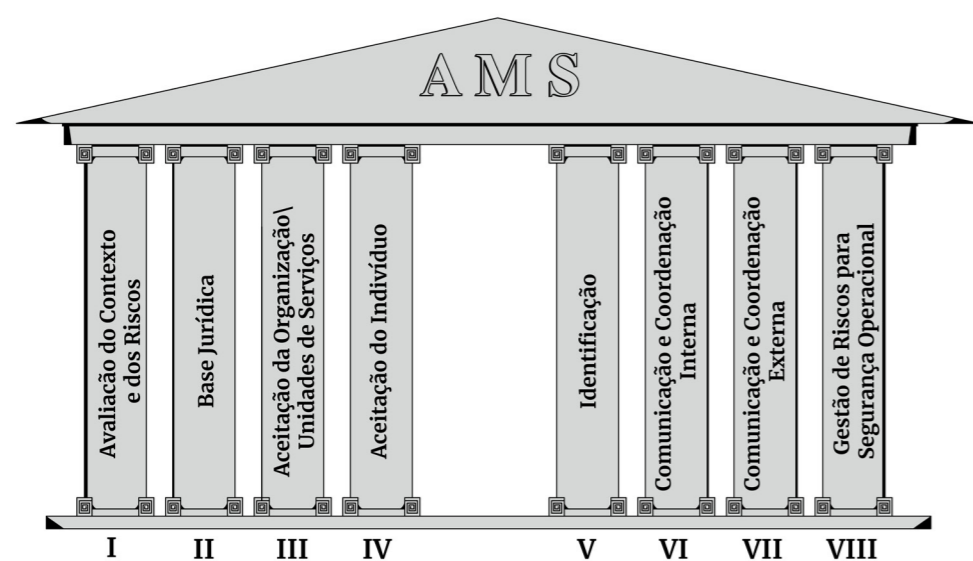 AMS
Avaliacão do Contexto
e dos Riscos
Base Jurídica
Aceitação da Organização\
Unidades de Serviços
Aceitação do Indivíduo
Identificação
Comunicação e Coordenação
Interna
Comunicação e Coordenação
Externa
Gestão de Riscos para
Segurança Operacional
I II III IV V VI VII VIII